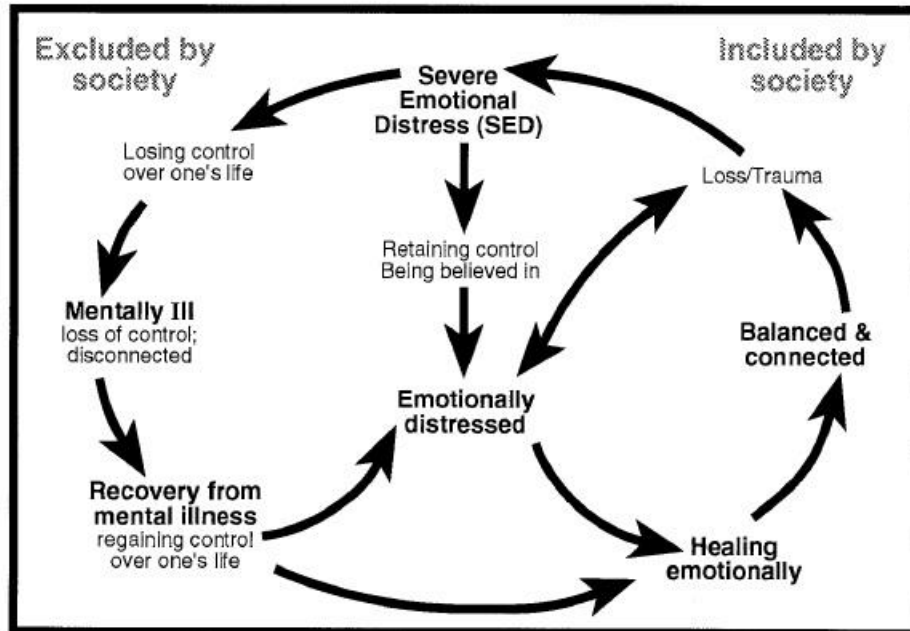 Excluded by
society
Included by
society
Severe
Emotional
Distress (SED)
Losing control
over one's life
Loss/Trauma
Retaining control
Being believed in
Mentally Ill
loss of control;
disconnected
Balanced &
connected
Emotionally
distressed
Recovery from
mental illness
regaining control
over one's life
Healing
emotionally